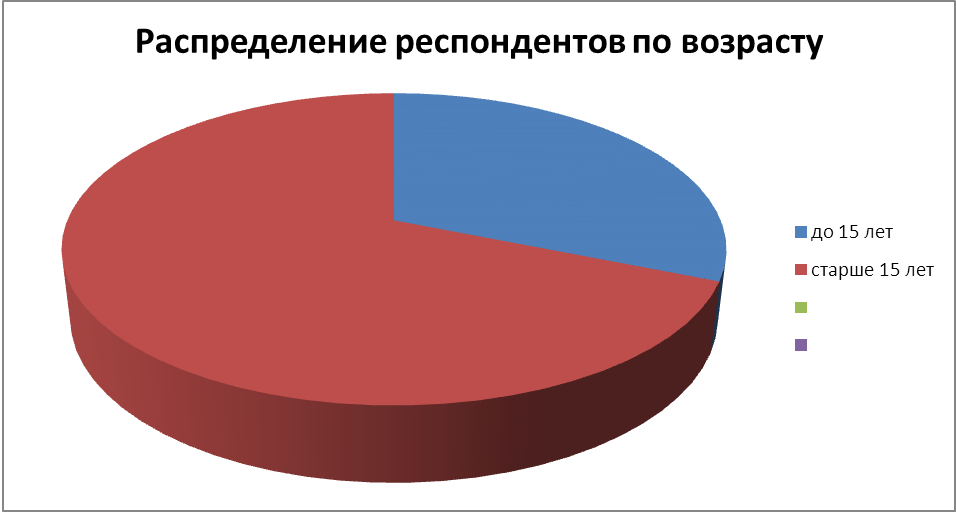 Распределение респондентов по возрасту
до 15 лет
старше 15 лет